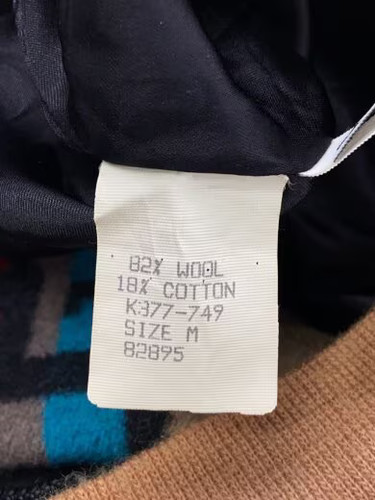 82% WOOL
18% COTTON
K377-749
SIZE M
82895